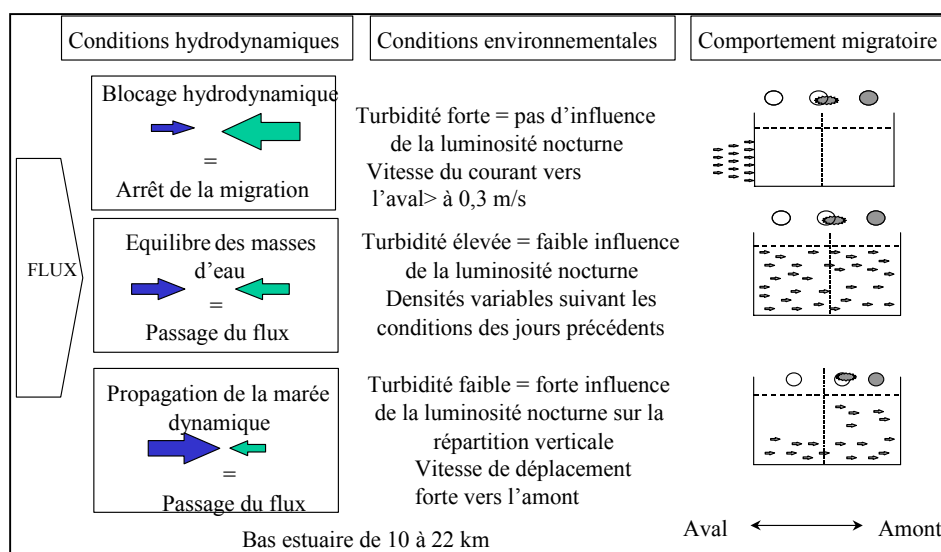 Conditions hydrodynamiques
Conditions environnementales
Comportement migratoire
FLUX
Blocage hydrodynamique
=
Arrêt de la migration
Turbidité forte = pas d'influence
de la luminosité nocturne
Vitesse du courant vers
l'aval> à 0,3 m/s
Equilibre des masses
d'eau
=
Passage du flux
Turbidité élevée = faible influence
de la luminosité nocturne
Densités variables suivant les
conditions des jours précédents
Propagation de la marée
dynamique
=
Passage du flux
Turbidité faible = forte influence
de la luminosité nocturne sur la
répartition verticale
Vitesse de déplacement
forte vers l'amont
Bas estuaire de 10 à 22 km
Aval
Amont